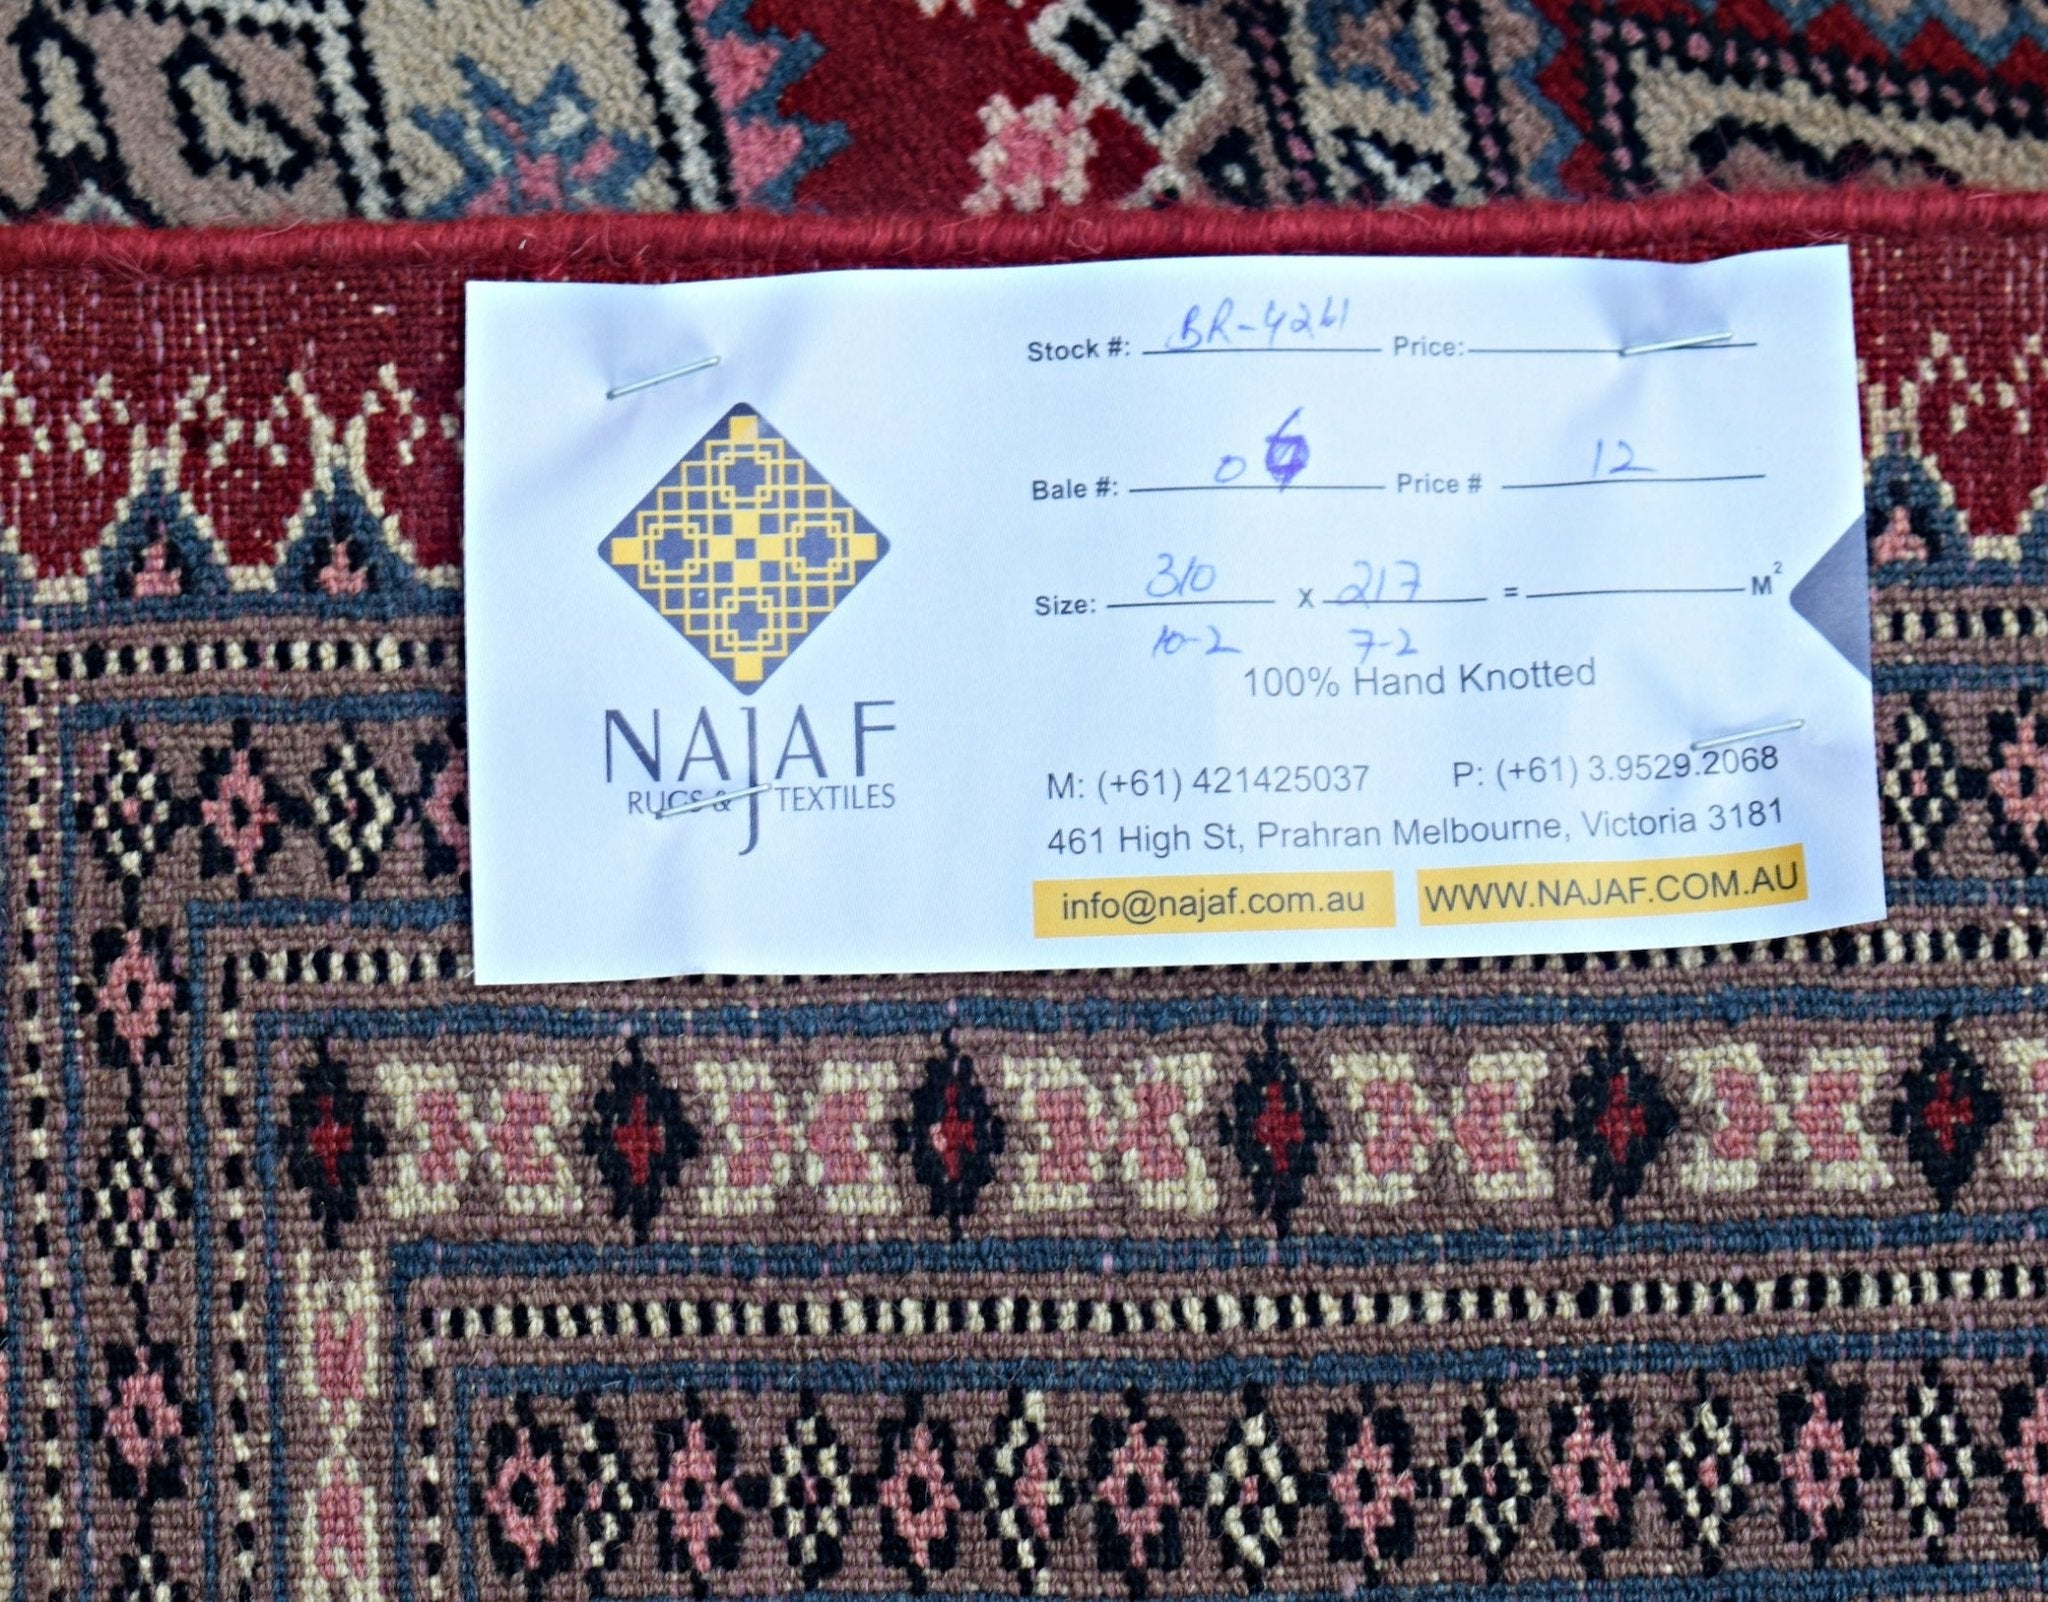 NAJAF
RUGS & TEXTILES
Stock #: BR-4261 Price:
Bale #: 0 Price # 12
Size: 310 X 217 = M²
10-2 7-2
100% Hand Knotted
M: (+61) 421425037 P: (+61) 3.9529.2068
461 High St, Prahran Melbourne, Victoria 3181
info@najaf.com.au WWW.NAJAF.COM.AU